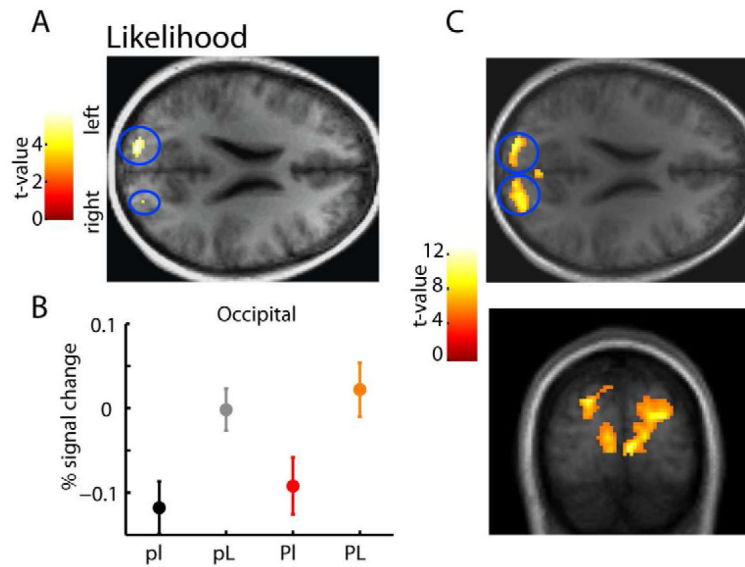 A
Likelihood
left
right
t-value
4
2
0
B
Occipital
% signal change
0.1
0
−0.1
pl
pL
Pl
PL
C
t-value
12
8
4
0